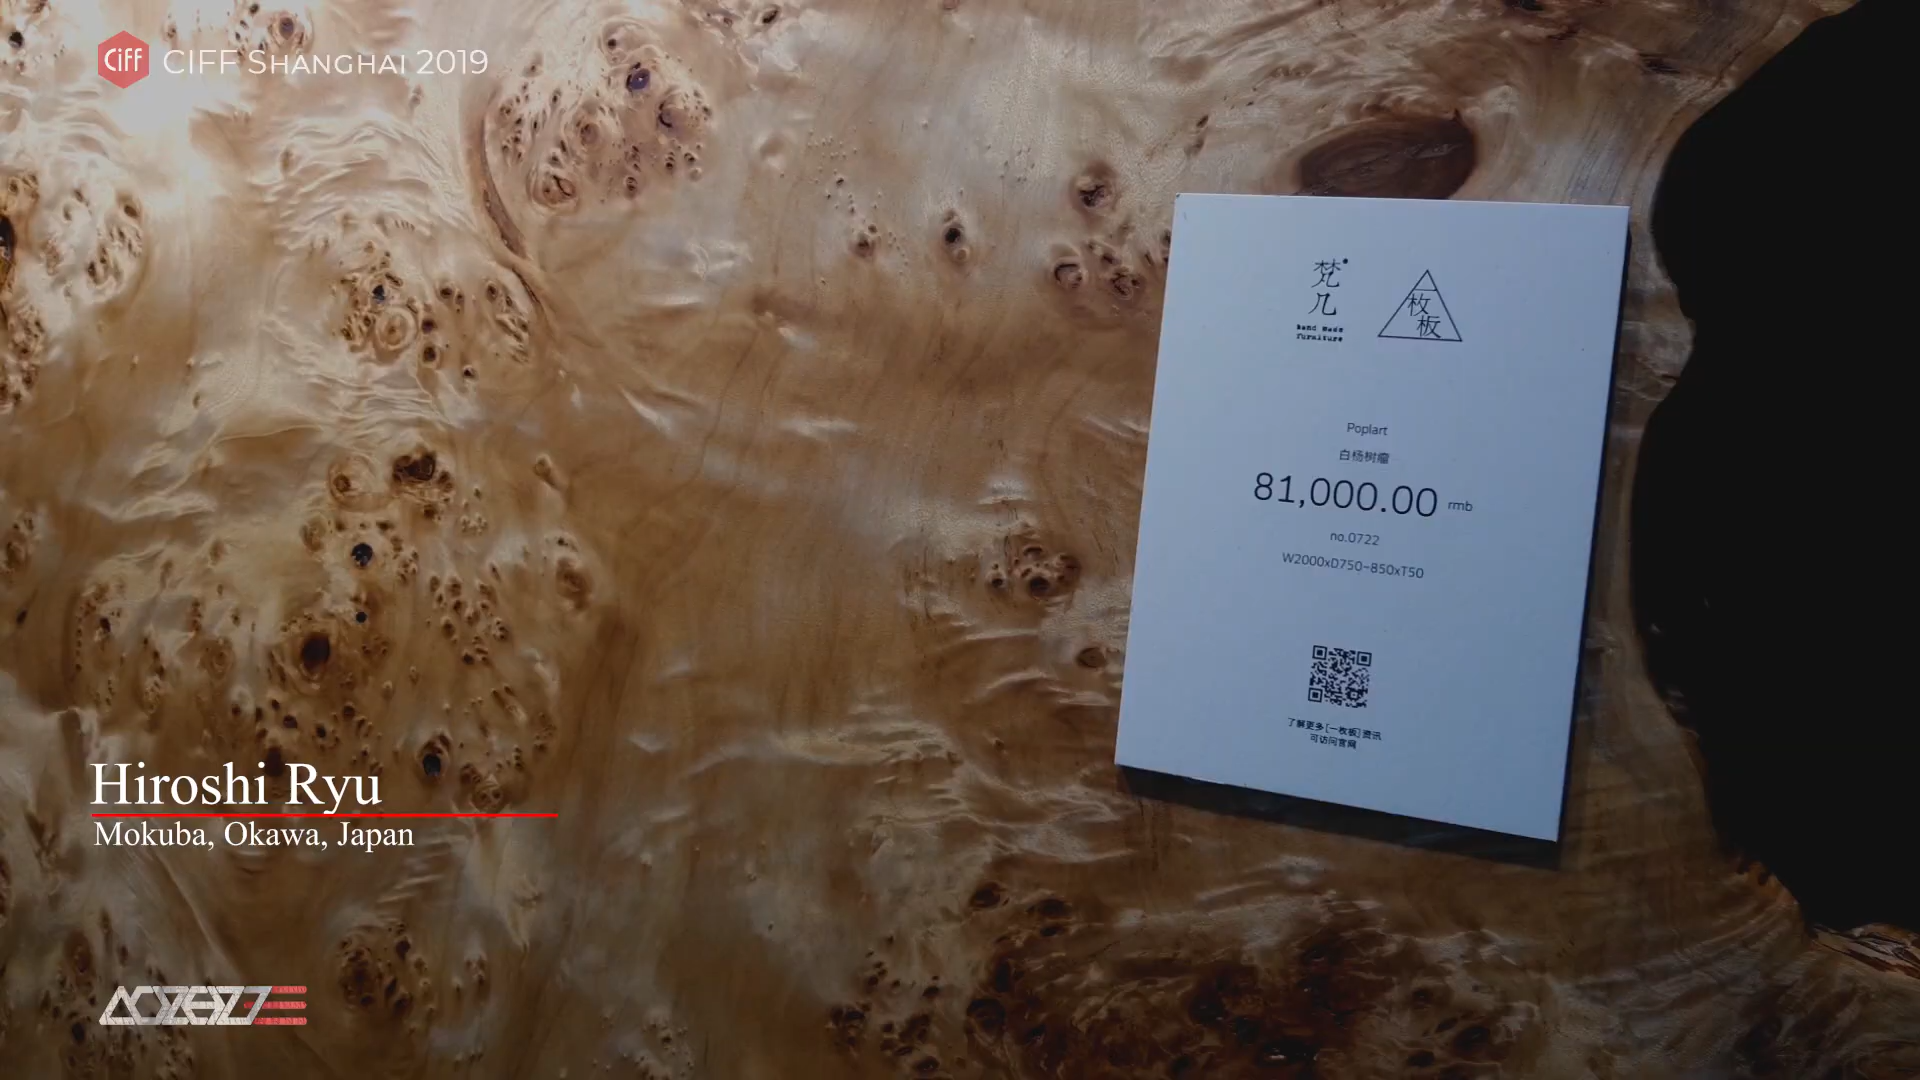 Ciff CIFF SHANGHAI 2019
梵几
hand made
furniture
一枚板
Poplart
白杨树瘤
81,000.00 rmb
no.0722
W2000xD750-850xT50
了解更多[一枚板]资讯
可访问官网
Hiroshi Ryu
Mokuba, Okawa, Japan